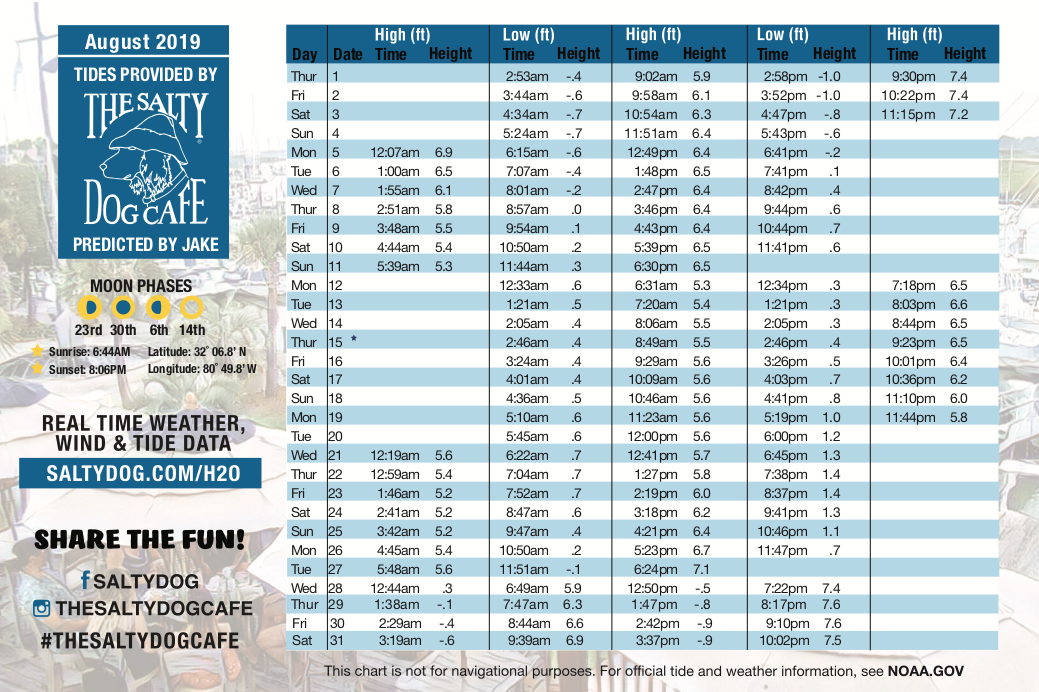 August 2019
TIDES PROVIDED BY
THE SALTY
DOG CAFE
PREDICTED BY JAKE
MOON PHASES
23rd 30th 6th 14th
Sunrise: 6:44AM Latitude: 32° 06.8' N
Sunset: 8:06PM Longitude: 80° 49.8' W
REAL TIME WEATHER,
WIND & TIDE DATA
SALTYDOG.COM/H2O
SHARE THE FUN!
f SALTYDOG
THESALTYDOGCAFE
#THESALTYDOGCAFE
High (ft) Low (ft) High (ft) Low (ft) High (ft)
Day Date Time Height Time Height Time Height Time Height Time Height
Thur 1 2:53am -.4 9:02am 5.9 2:58pm -1.0 9:30pm 7.4
Fri 2 3:44am -.6 9:58am 6.1 3:52pm -1.0 10:22pm 7.4
Sat 3 4:34am -.7 10:54am 6.3 4:47pm -.8 11:15pm 7.2
Sun 4 5:24am -.7 11:51am 6.4 5:43pm -.6
Mon 5 12:07am 6.9 6:15am -.6 12:49pm 6.4 6:41pm -.2
Tue 6 1:00am 6.5 7:07am -.4 1:48pm 6.5 7:41pm .1
Wed 7 1:55am 6.1 8:01am -.2 2:47pm 6.4 8:42pm .4
Thur 8 2:51am 5.8 8:57am .0 3:46pm 6.4 9:44pm .6
Fri 9 3:48am 5.5 9:54am .1 4:43pm 6.4 10:44pm .7
Sat 10 4:44am 5.4 10:50am .2 5:39pm 6.5 11:41pm .6
Sun 11 5:39am 5.3 11:44am .3 6:30pm 6.5
Mon 12 12:33am .6 6:31am 5.3 12:34pm .3 7:18pm 6.5
Tue 13 1:21am .5 7:20am 5.4 1:21pm .3 8:03pm 6.6
Wed 14 2:05am .4 8:06am 5.5 2:05pm .3 8:44pm 6.5
Thur 15 ★ 2:46am .4 8:49am 5.5 2:46pm .4 9:23pm 6.5
Fri 16 3:24am .4 9:29am 5.6 3:26pm .5 10:01pm 6.4
Sat 17 4:01am .4 10:09am 5.6 4:03pm .7 10:36pm 6.2
Sun 18 4:36am .5 10:46am 5.6 4:41pm .8 11:10pm 6.0
Mon 19 5:10am .6 11:23am 5.6 5:19pm 1.0 11:44pm 5.8
Tue 20 5:45am .6 12:00pm 5.6 6:00pm 1.2
Wed 21 12:19am 5.6 6:22am .7 12:41pm 5.7 6:45pm 1.3
Thur 22 12:59am 5.4 7:04am .7 1:27pm 5.8 7:38pm 1.4
Fri 23 1:46am 5.2 7:52am .7 2:19pm 6.0 8:37pm 1.4
Sat 24 2:41am 5.2 8:47am .6 3:18pm 6.2 9:41pm 1.3
Sun 25 3:42am 5.2 9:47am .4 4:21pm 6.4 10:46pm 1.1
Mon 26 4:45am 5.4 10:50am .2 5:23pm 6.7 11:47pm .7
Tue 27 5:48am 5.6 11:51am -.1 6:24pm 7.1
Wed 28 12:44am .3 6:49am 5.9 12:50pm -.5 7:22pm 7.4
Thur 29 1:38am -.1 7:47am 6.3 1:47pm -.8 8:17pm 7.6
Fri 30 2:29am -.4 8:44am 6.6 2:42pm -.9 9:10pm 7.6
Sat 31 3:19am -.6 9:39am 6.9 3:37pm -.9 10:02pm 7.5
This chart is not for navigational purposes. For official tide and weather information, see NOAA.GOV